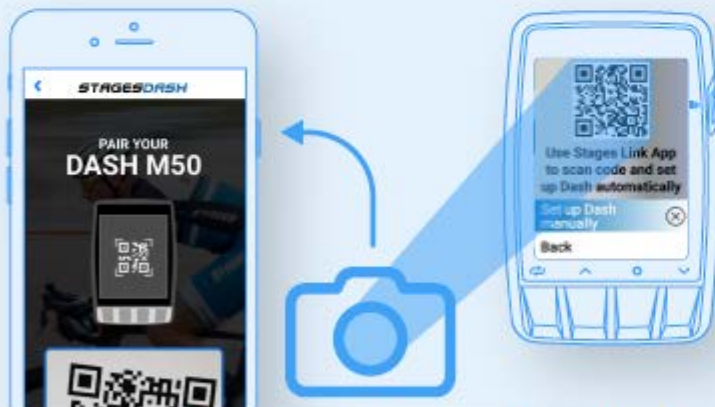 STAGESDASH
PAIR YOUR
DASH M50
Use Stages Link App
to scan code and set
up Dash automatically
Set up Dash
manually
Back